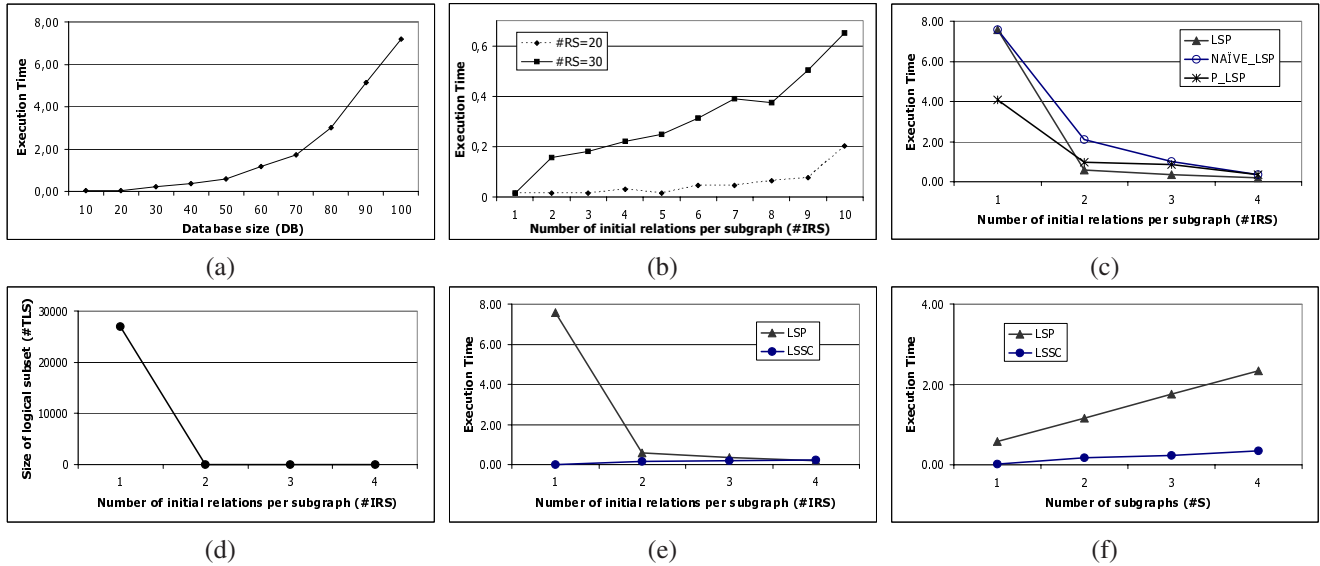 8,00
6,00
4,00
2,00
0,00
Execution Time
10 20 30 40 50 60 70 80 90 100
Database size (DB)
(a)
0,6
0,4
0,2
0
Execution Time
#RS=20
#RS=30
1 2 3 4 5 6 7 8 9 10
Number of initial relations per subgraph (#IRS)
(b)
8.00
6.00
4.00
2.00
0.00
Execution Time
LSP
NAÏVE_LSP
P_LSP
1 2 3 4
Number of initial relations per subgraph (#IRS)
(c)
30000
20000
10000
0
Size of logical subset (#TLS)
1 2 3 4
Number of initial relations per subgraph (#IRS)
(d)
8.00
6.00
4.00
2.00
0.00
Execution Time
LSP
LSSC
1 2 3 4
Number of initial relations per subgraph (#IRS)
(e)
4.00
2.00
0.00
Execution Time
LSP
LSSC
1 2 3 4
Number of subgraphs (#S)
(f)